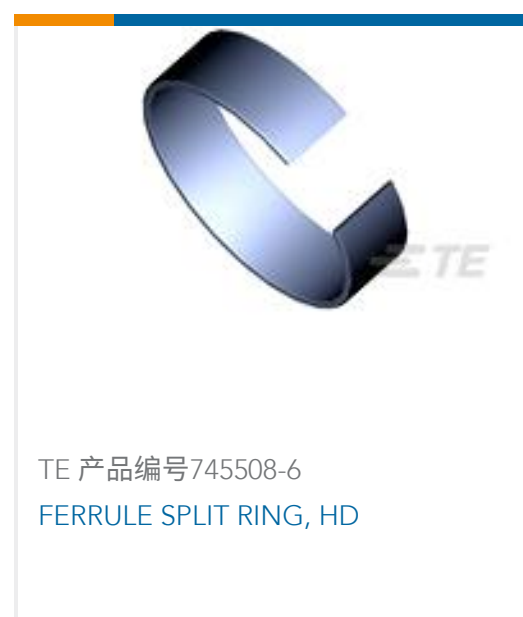 TE
TE 产品编号745508-6
FERRULE SPLIT RING, HD